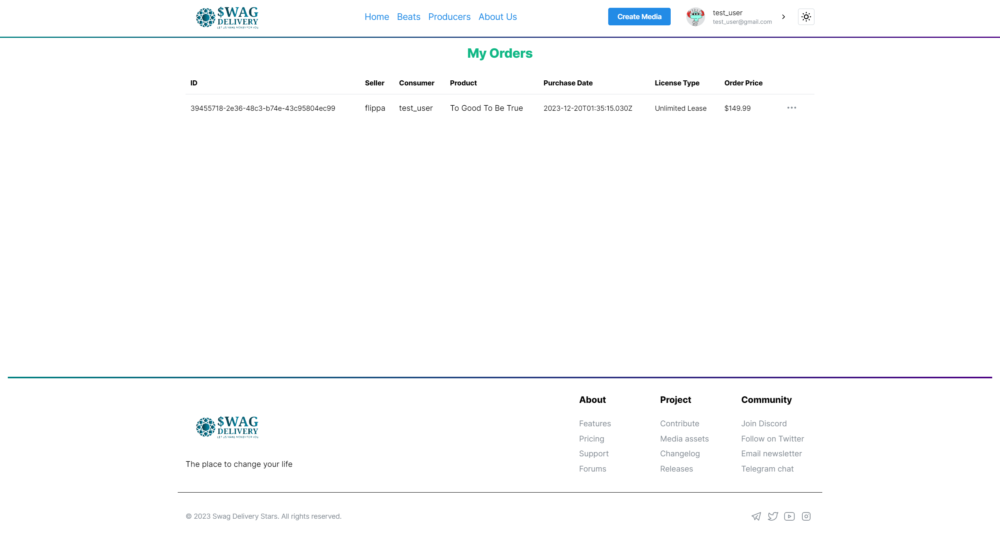 $WAG
DELIVERY
LET US MAKE MONEY FOR YOU
Home Beats Producers About Us
Create Media
test_user
test_user@gmail.com
My Orders
ID Seller Consumer Product Purchase Date License Type Order Price
39455718-2e36-48c3-b74e-43c95804ec99 flippa test_user To Good To Be True 2023-12-20T01:35:15.030Z Unlimited Lease $149.99
$WAG
DELIVERY
LET US MAKE MONEY FOR YOU
The place to change your life
About
Features
Pricing
Support
Forums
Project
Contribute
Media assets
Changelog
Releases
Community
Join Discord
Follow on Twitter
Email newsletter
Telegram chat
© 2023 Swag Delivery Stars. All rights reserved.